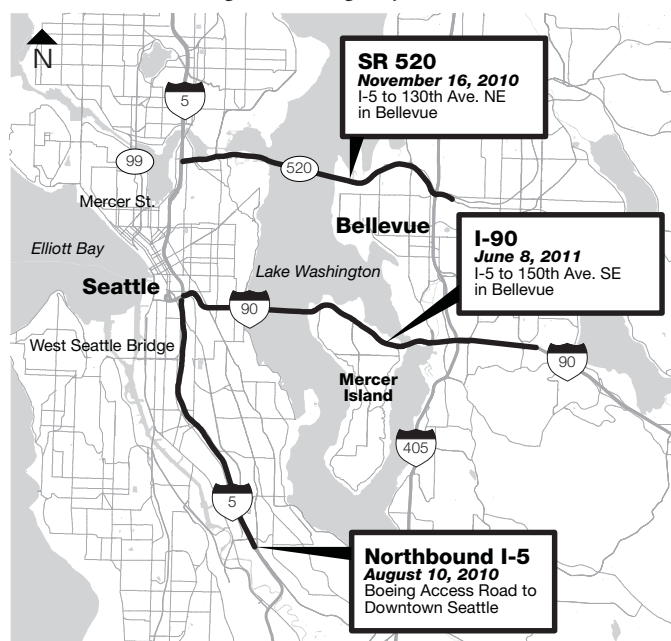 N
SR 520
November 16, 2010
I-5 to 130th Ave. NE
in Bellevue
5
99
520
Mercer St.
Bellevue
I-90
June 8, 2011
I-5 to 150th Ave. SE
in Bellevue
Elliott Bay
Lake Washington
Seattle
90
West Seattle Bridge
90
Mercer
Island
405
5
Northbound I-5
August 10, 2010
Boeing Access Road to
Downtown Seattle